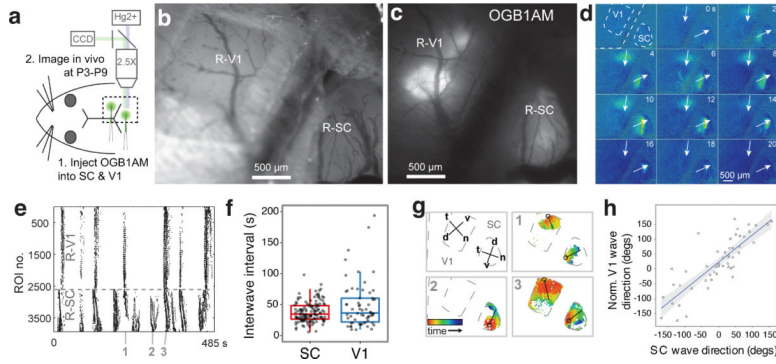 a
Hg2+
CCD
2. Image in vivo
at P3-P9
2.5X
1. Inject OGB1AM
into SC & V1
b
R-V1
R-SC
500 µm
c
OGB1AM
R-V1
R-SC
500 µm
d
V1
SC
0 s
2
4
6
8
10
12
14
16
18
20
500 µm
e
ROI no.
500
1000
2500
3500
R-V1
R-SC
0
485 s
1
2
3
f
Interwave interval (s)
200
150
100
50
0
SC
V1
g
t
v
d
n
V1
SC
t
d
n
v
1
2
3
time
h
Norm. V1 wave
direction (degs)
150
100
50
0
-50
-100
-150
-150
-100
-50
0
50
100
150
SC wave direction (degs)